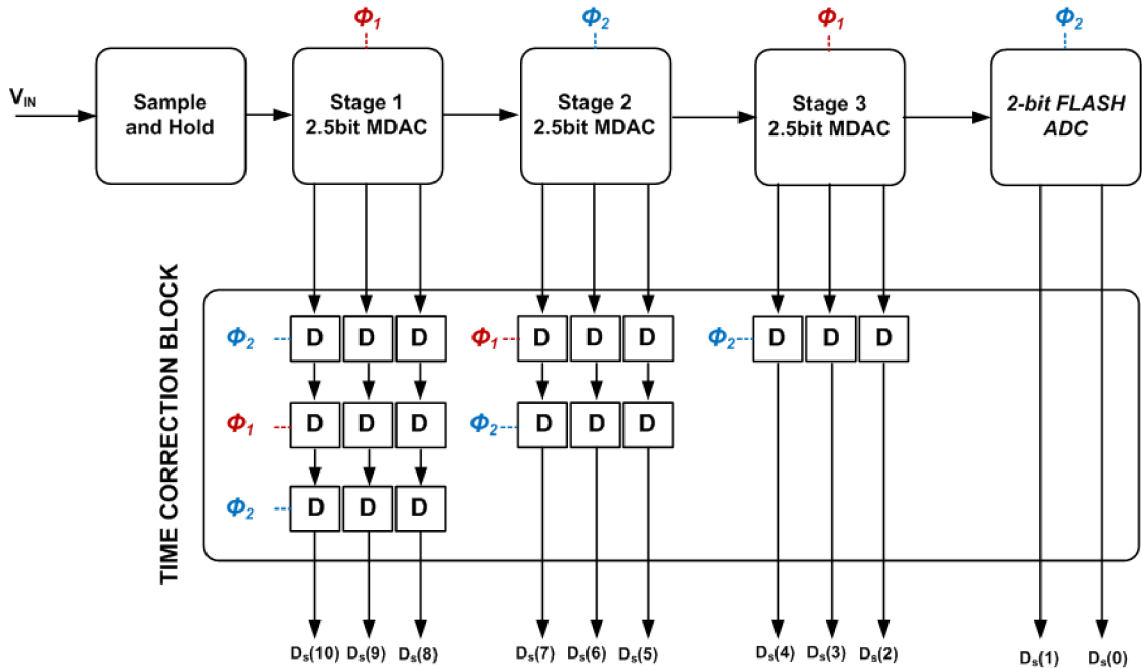 Φ1
Φ2
Φ1
Φ2
VIN
Sample
and Hold
Stage 1
2.5bit MDAC
Stage 2
2.5bit MDAC
Stage 3
2.5bit MDAC
2-bit FLASH
ADC
TIME CORRECTION BLOCK
Φ2
D D D
Φ1
D D D
Φ2
D D D
Φ1
D D D
Φ2
D D D
Φ2
D D D
Ds(10)
Ds(9)
Ds(8)
Ds(7)
Ds(6)
Ds(5)
Ds(4)
Ds(3)
Ds(2)
Ds(1)
Ds(0)